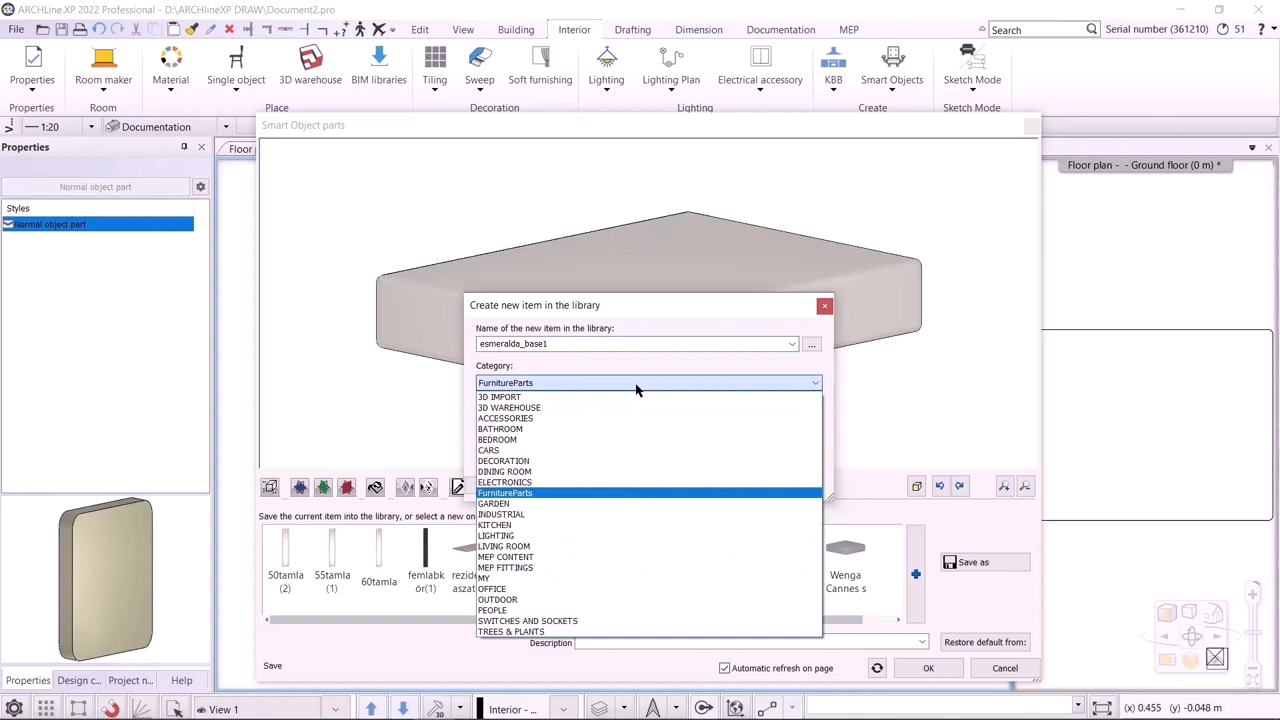 ARCHLine.XP 2022 Professional - D:\ARCHlineXP DRAW\Document2.pro
File
Edit
View
Building
Interior
Drafting
Dimension
Documentation
MEP
Search
Serial number (361210)
51
Properties
Room maker
Material
Single object
3D warehouse
BIM libraries
Tiling
Sweep
Soft furnishing
Lighting
Lighting Plan
Electrical accessory
KBB
Smart Objects
Sketch Mode
Properties
Room
Place
Decoration
Lighting
Create
Sketch Mode
1:20
Documentation
Smart Object parts
Properties
Floor
Floor plan - - Ground floor (0 m) *
Normal object part
Styles
Normal object part
Create new item in the library
Name of the new item in the library:
esmeralda_base1
...
Category:
FurnitureParts
3D IMPORT
3D WAREHOUSE
ACCESSORIES
BATHROOM
BEDROOM
CARS
DECORATION
DINING ROOM
ELECTRONICS
FurnitureParts
GARDEN
INDUSTRIAL
KITCHEN
LIGHTING
LIVING ROOM
MEP CONTENT
MEP FITTINGS
MY
OFFICE
OUTDOOR
PEOPLE
SWITCHES AND SOCKETS
TREES & PLANTS
Save the current item into the library, or select a new on
50tamla
(2)
55tamla
(1)
60tamla
femlabk
ör(1)
rezide
aszat
Wenga
Cannes s
Save as
Description
Restore default from:
Save
Automatic refresh on page
OK
Cancel
Properties
Design c...
Project n...
Help
View 1
Interior - ...
(x) 0.455
(y) -0.048 m